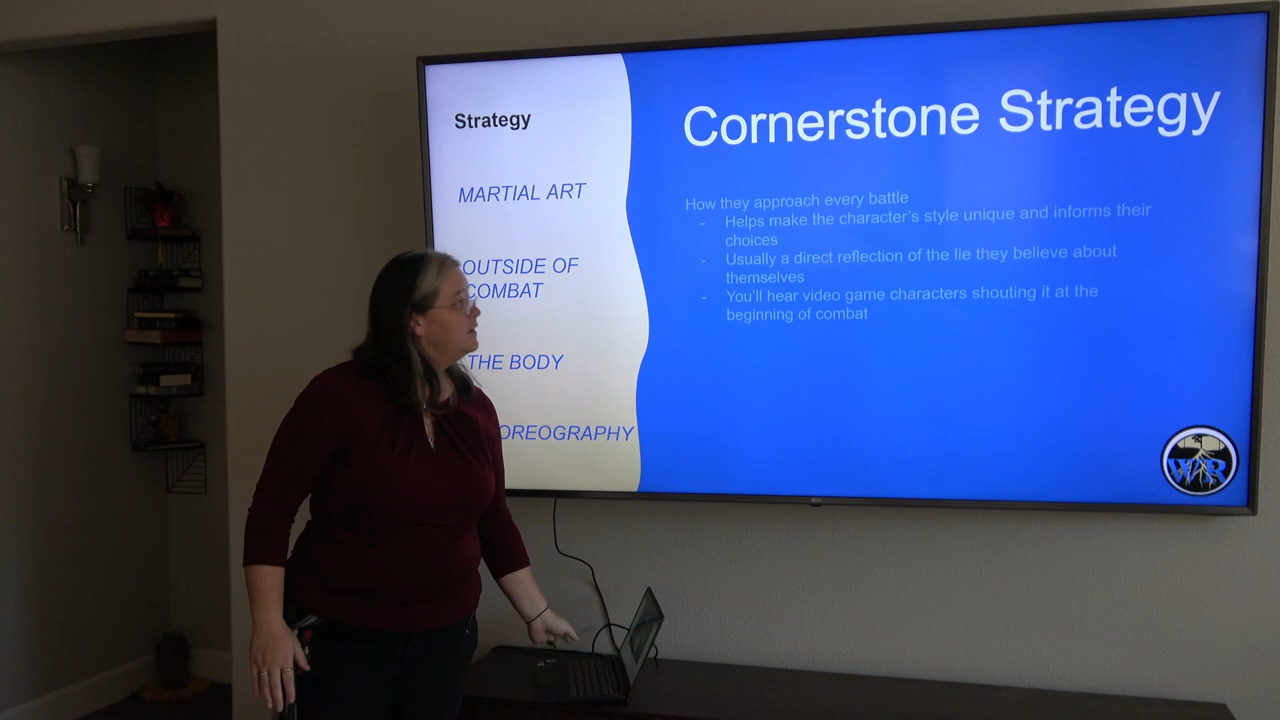 Strategy
MARTIAL ART
OUTSIDE OF
COMBAT
THE BODY
OREOGRAPHY
Cornerstone Strategy
How they approach every battle
- Helps make the character's style unique and informs their
choices
- Usually a direct reflection of the lie they believe about
themselves
- You'll hear video game characters shouting it at the
beginning of combat
WR
LG